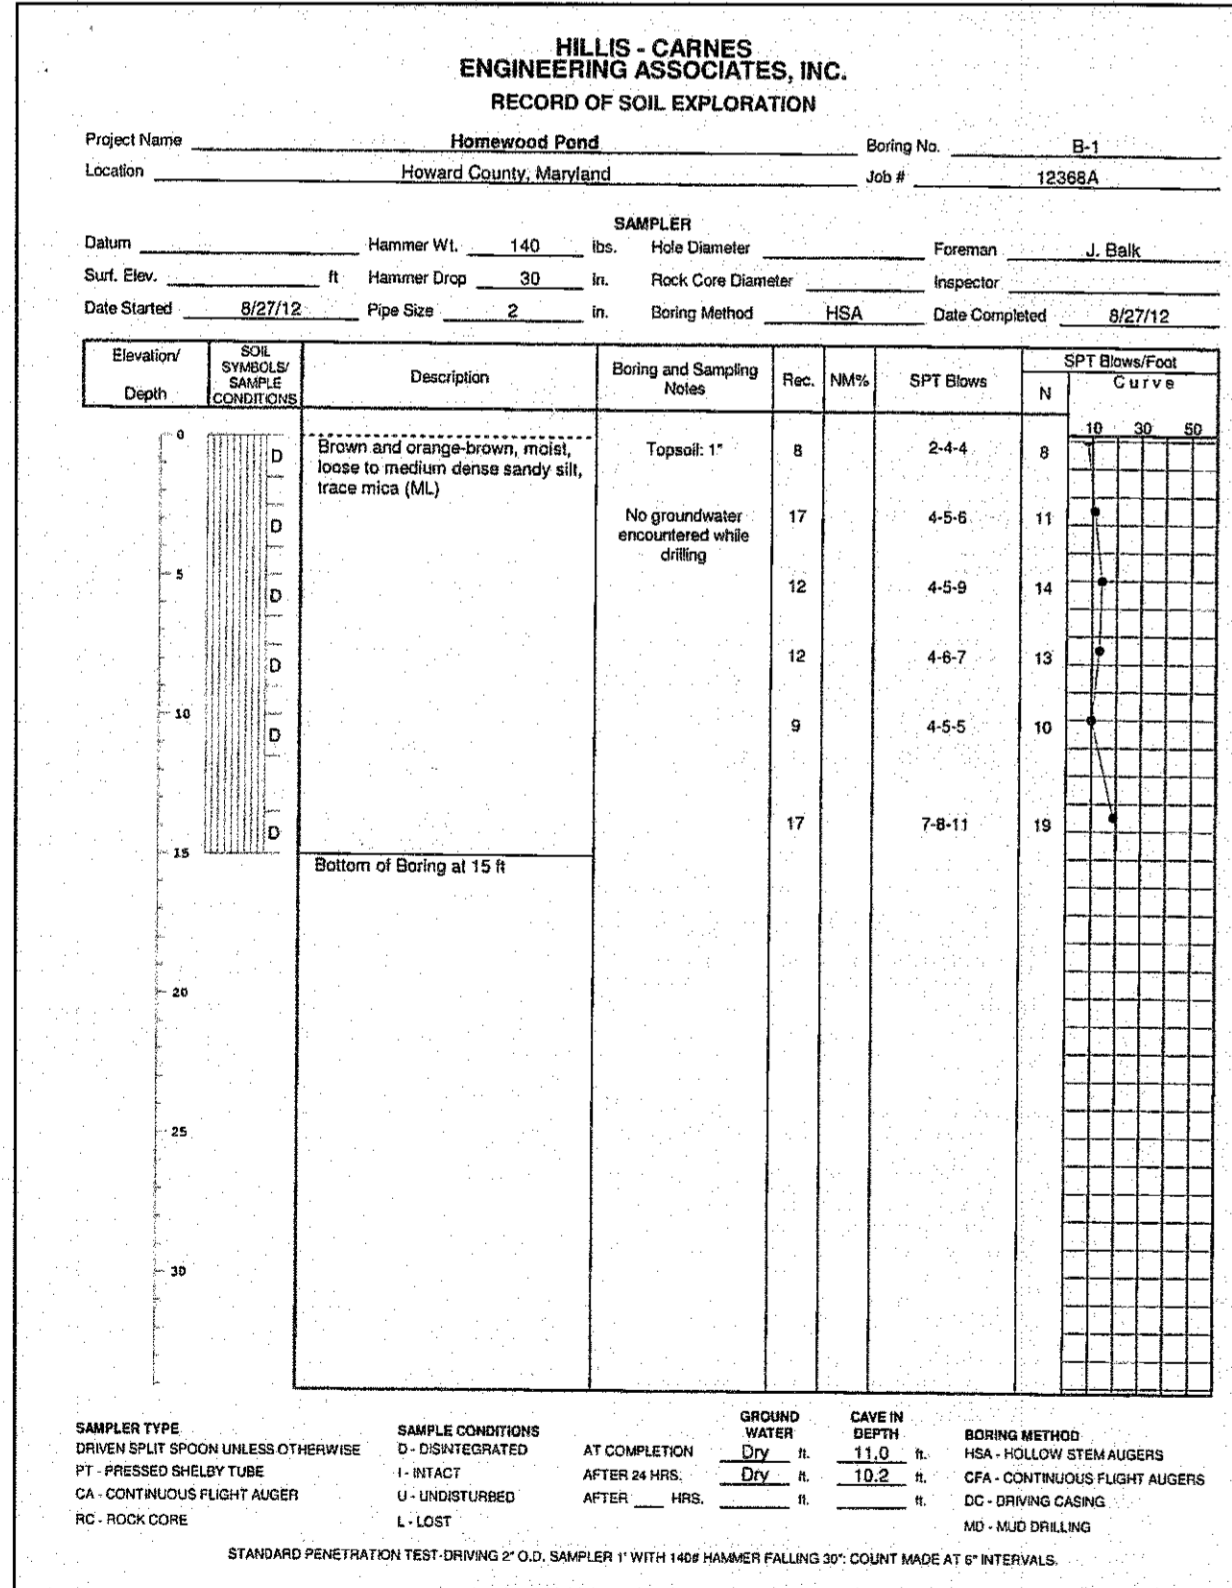 HILLIS - CARNES
ENGINEERING ASSOCIATES, INC.
RECORD OF SOIL EXPLORATION
Project Name Homewood Pond Boring No. B-1
Location Howard County, Maryland Job # 12368A
SAMPLER
Datum Hammer Wt. 140 lbs. Hole Diameter Foreman J. Balk
Surf. Elev. ft Hammer Drop 30 in. Rock Core Diameter Inspector
Date Started 8/27/12 Pipe Size 2 in. Boring Method HSA Date Completed 8/27/12
Elevation/ Depth SOIL SYMBOLS/ SAMPLE CONDITIONS Description Boring and Sampling Notes Rec. NM% SPT Blows SPT Blows/Foot
N Curve
10 30 50
0 D Brown and orange-brown, moist, Topsoil: 1" 8 2-4-4 8
loose to medium dense sandy silt,
trace mica (ML)
D No groundwater 17 4-5-6 11
encountered while
drilling
5
D 12 4-5-9 14
D 12 4-6-7 13
10
D 9 4-5-5 10
D 17 7-8-11 19
15
Bottom of Boring at 15 ft
20
25
30
SAMPLER TYPE SAMPLE CONDITIONS GROUND WATER CAVE IN DEPTH BORING METHOD
DRIVEN SPLIT SPOON UNLESS OTHERWISE D - DISINTEGRATED AT COMPLETION Dry ft. 11.0 ft. HSA - HOLLOW STEM AUGERS
PT - PRESSED SHELBY TUBE I - INTACT AFTER 24 HRS. Dry ft. 10.2 ft. CFA - CONTINUOUS FLIGHT AUGERS
CA - CONTINUOUS FLIGHT AUGER U - UNDISTURBED AFTER ___ HRS. ft. ft. DC - DRIVING CASING
RC - ROCK CORE L - LOST MD - MUD DRILLING
STANDARD PENETRATION TEST-DRIVING 2" O.D. SAMPLER 1' WITH 140# HAMMER FALLING 30": COUNT MADE AT 6" INTERVALS.